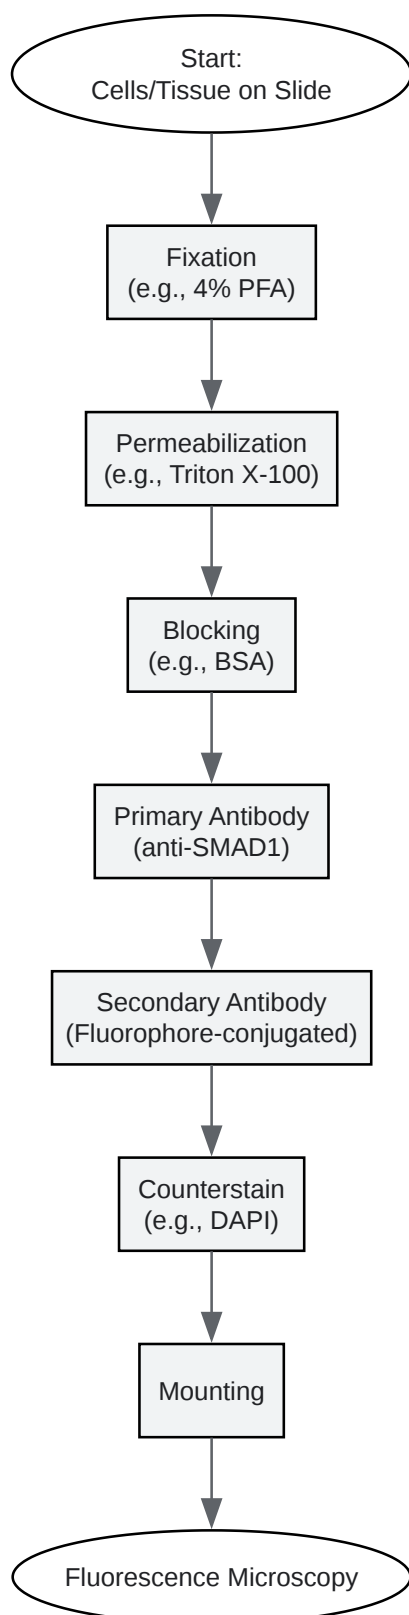 Start:
Cells/Tissue on Slide
Fixation
(e.g., 4% PFA)
Permeabilization
(e.g., Triton X-100)
Blocking
(e.g., BSA)
Primary Antibody
(anti-SMAD1)
Secondary Antibody
(Fluorophore-conjugated)
Counterstain
(e.g., DAPI)
Mounting
Fluorescence Microscopy